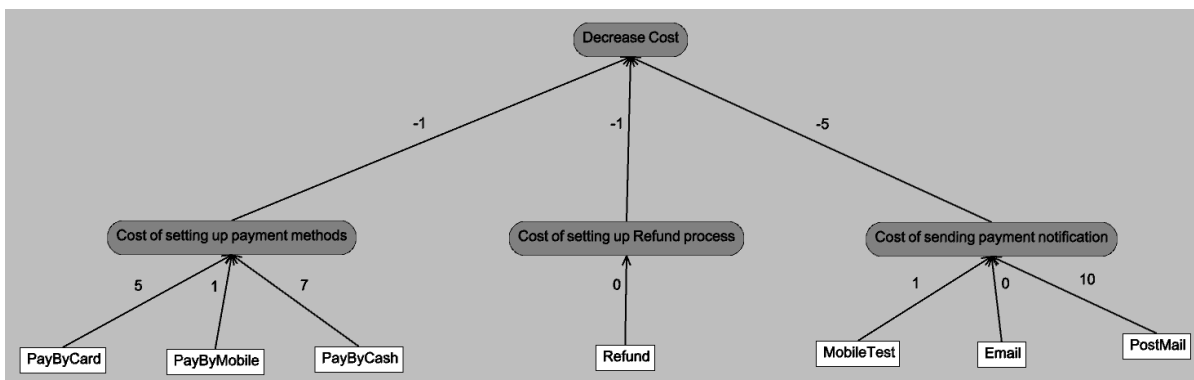 Decrease Cost
-1
-1
-5
Cost of setting up payment methods
Cost of setting up Refund process
Cost of sending payment notification
5
1
7
0
1
0
10
PayByCard
PayByMobile
PayByCash
Refund
MobileTest
Email
PostMail